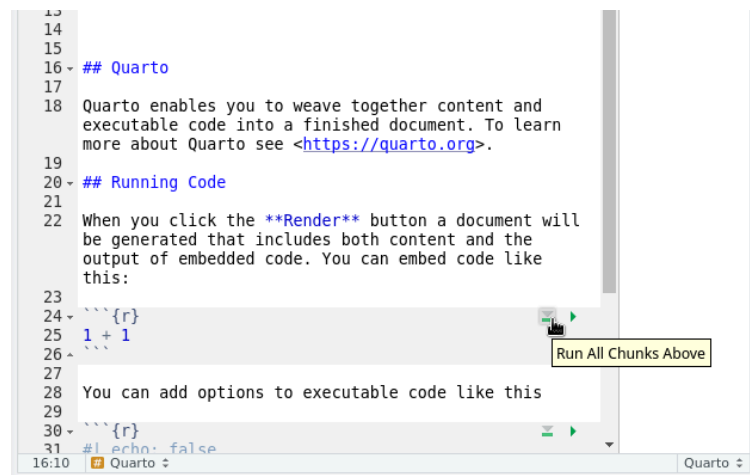 13
14
15
16 ## Quarto
17
18 Quarto enables you to weave together content and
executable code into a finished document. To learn
more about Quarto see <https://quarto.org>.
19
20 ## Running Code
21
22 When you click the **Render** button a document will
be generated that includes both content and the
output of embedded code. You can embed code like
this:
23
24 ```{r}
25 1 + 1
26 ```
Run All Chunks Above
27
28 You can add options to executable code like this
29
30 ```{r}
31 #| echo: false
16:10 # Quarto Quarto